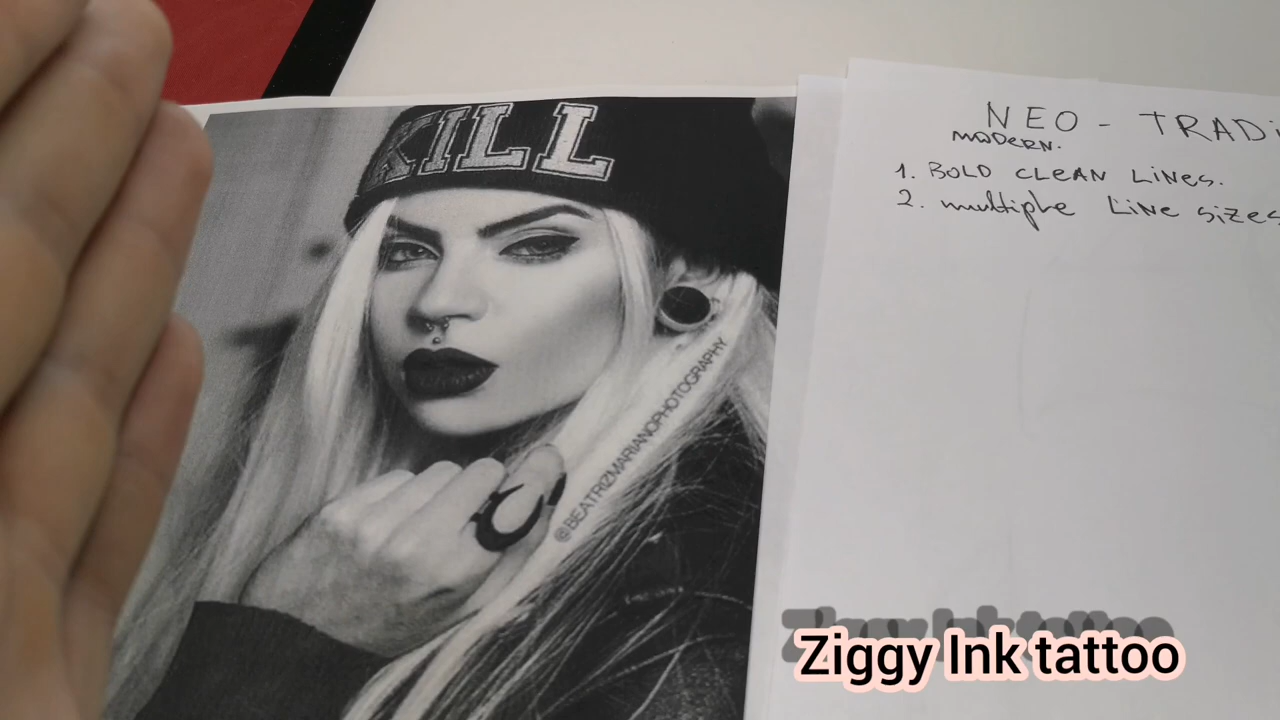 KILL
@BEATRIZMARIANOPHOTOGRAPHY
NEO - TRADI
MODERN.
1. BOLD CLEAN LINES.
2. multiple LINE sizes
Ziggy Ink tattoo